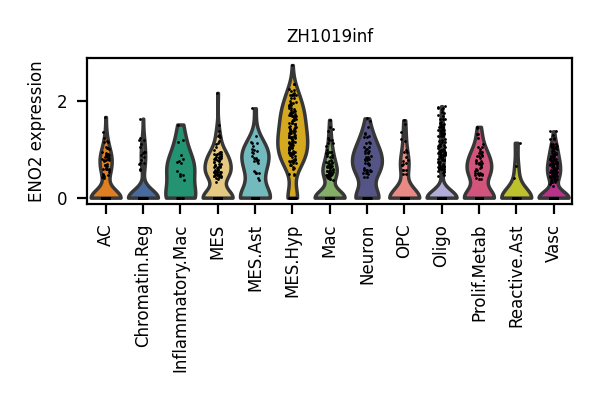 ZH1019inf
ENO2 expression
2
0
AC
Chromatin.Reg
Inflammatory.Mac
MES
MES.Ast
MES.Hyp
Mac
Neuron
OPC
Oligo
Prolif.Metab
Reactive.Ast
Vasc